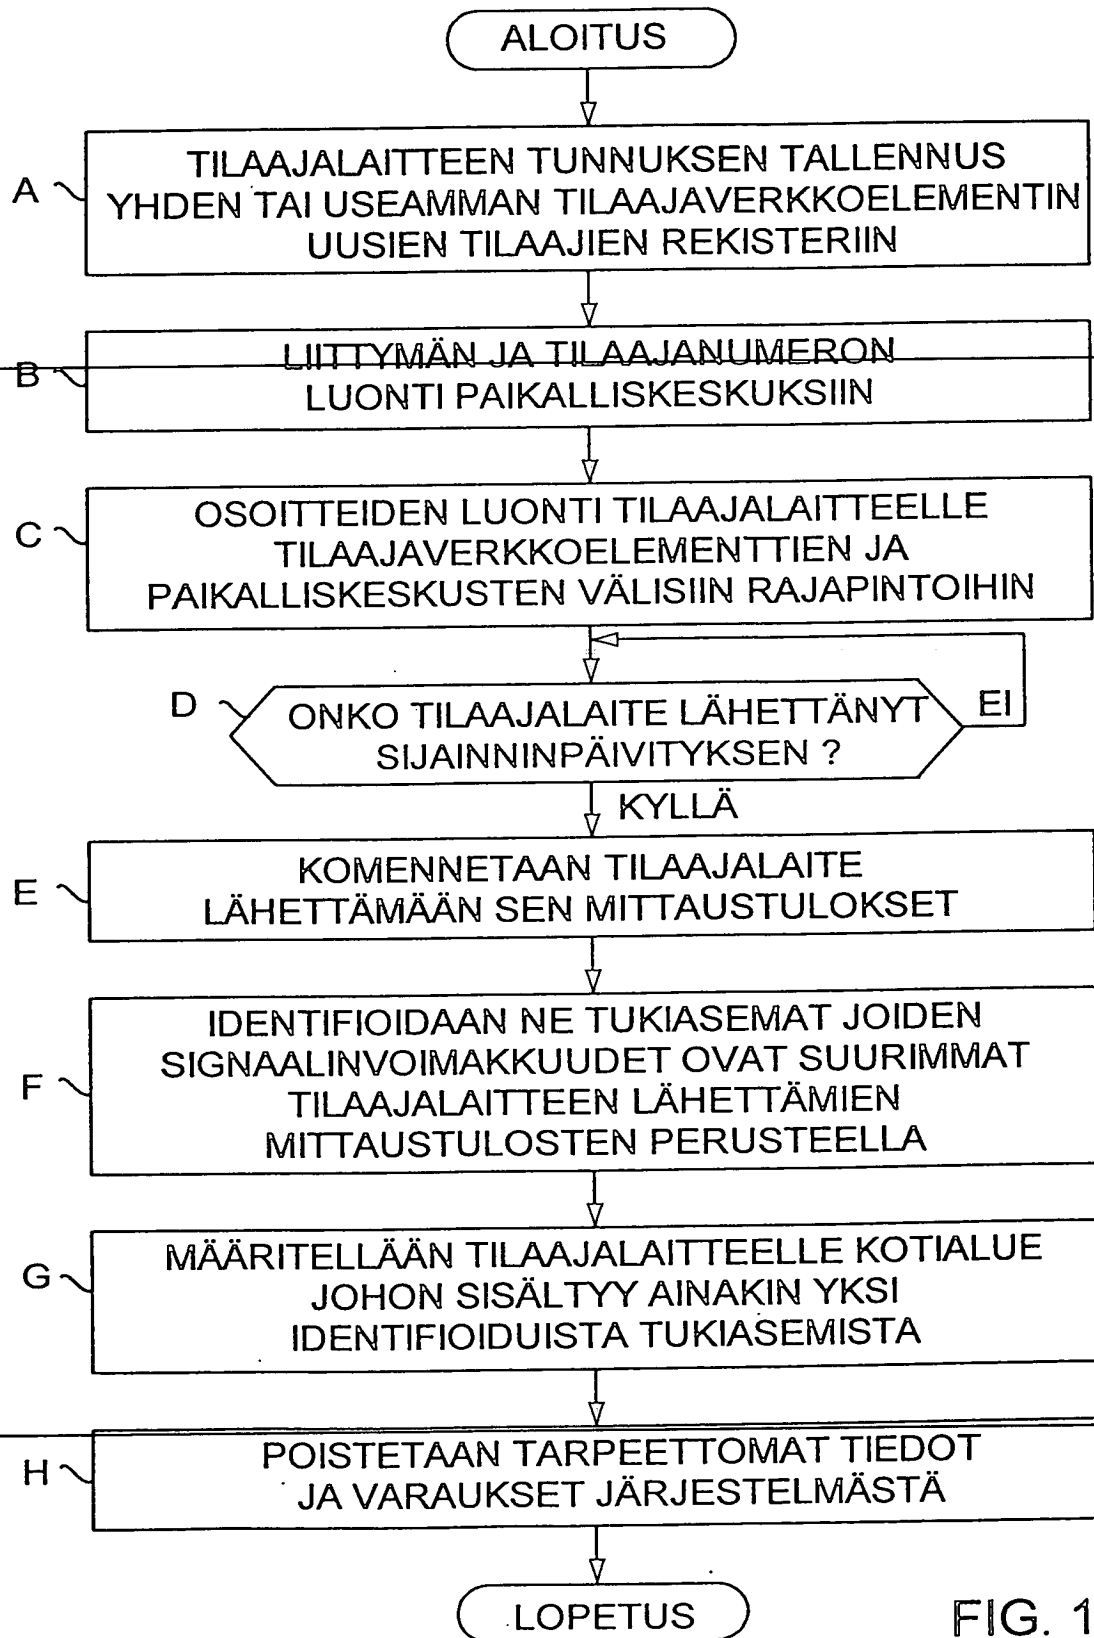 ALOITUS
A
TILAAJALAITTEEN TUNNUKSEN TALLENNUS
YHDEN TAI USEAMMAN TILAAJAVERKKOELEMENTIN
UUSIEN TILAAJIEN REKISTERIIN
B
LIITTYMÄN JA TILAAJANUMERON
LUONTI PAIKALLISKESKUKSIIN
C
OSOITTEIDEN LUONTI TILAAJALAITTEELLE
TILAAJAVERKKOELEMENTTIEN JA
PAIKALLISKESKUSTEN VÄLISIIN RAJAPINTOIHIN
D
ONKO TILAAJALAITE LÄHETTÄNYT
SIJAINNINPÄIVITYKSEN ?
EI
KYLLÄ
E
KOMENNETAAN TILAAJALAITE
LÄHETTÄMÄÄN SEN MITTAUSTULOKSET
F
IDENTIFIOIDAAN NE TUKIASEMAT JOIDEN
SIGNAALINVOIMAKKUUDET OVAT SUURIMMAT
TILAAJALAITTEEN LÄHETTÄMIEN
MITTAUSTULOSTEN PERUSTEELLA
G
MÄÄRITELLÄÄN TILAAJALAITTEELLE KOTIALUE
JOHON SISÄLTYY AINAKIN YKSI
IDENTIFIOIDUISTA TUKIASEMISTA
H
POISTETAAN TARPEETTOMAT TIEDOT
JA VARAUKSET JÄRJESTELMÄSTÄ
LOPETUS
FIG. 1